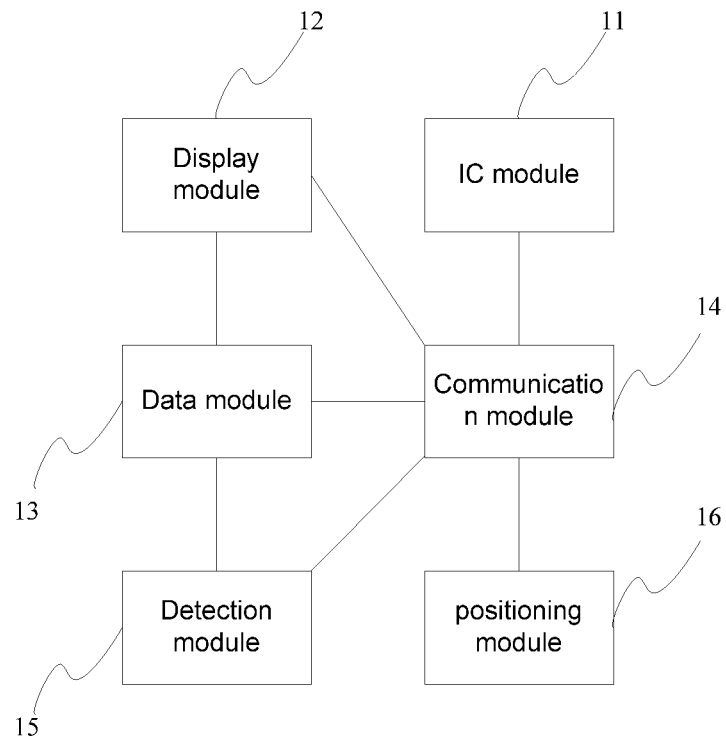 12
11
Display
module
IC module
14
Data module
Communicatio
n module
13
16
Detection
module
positioning
module
15